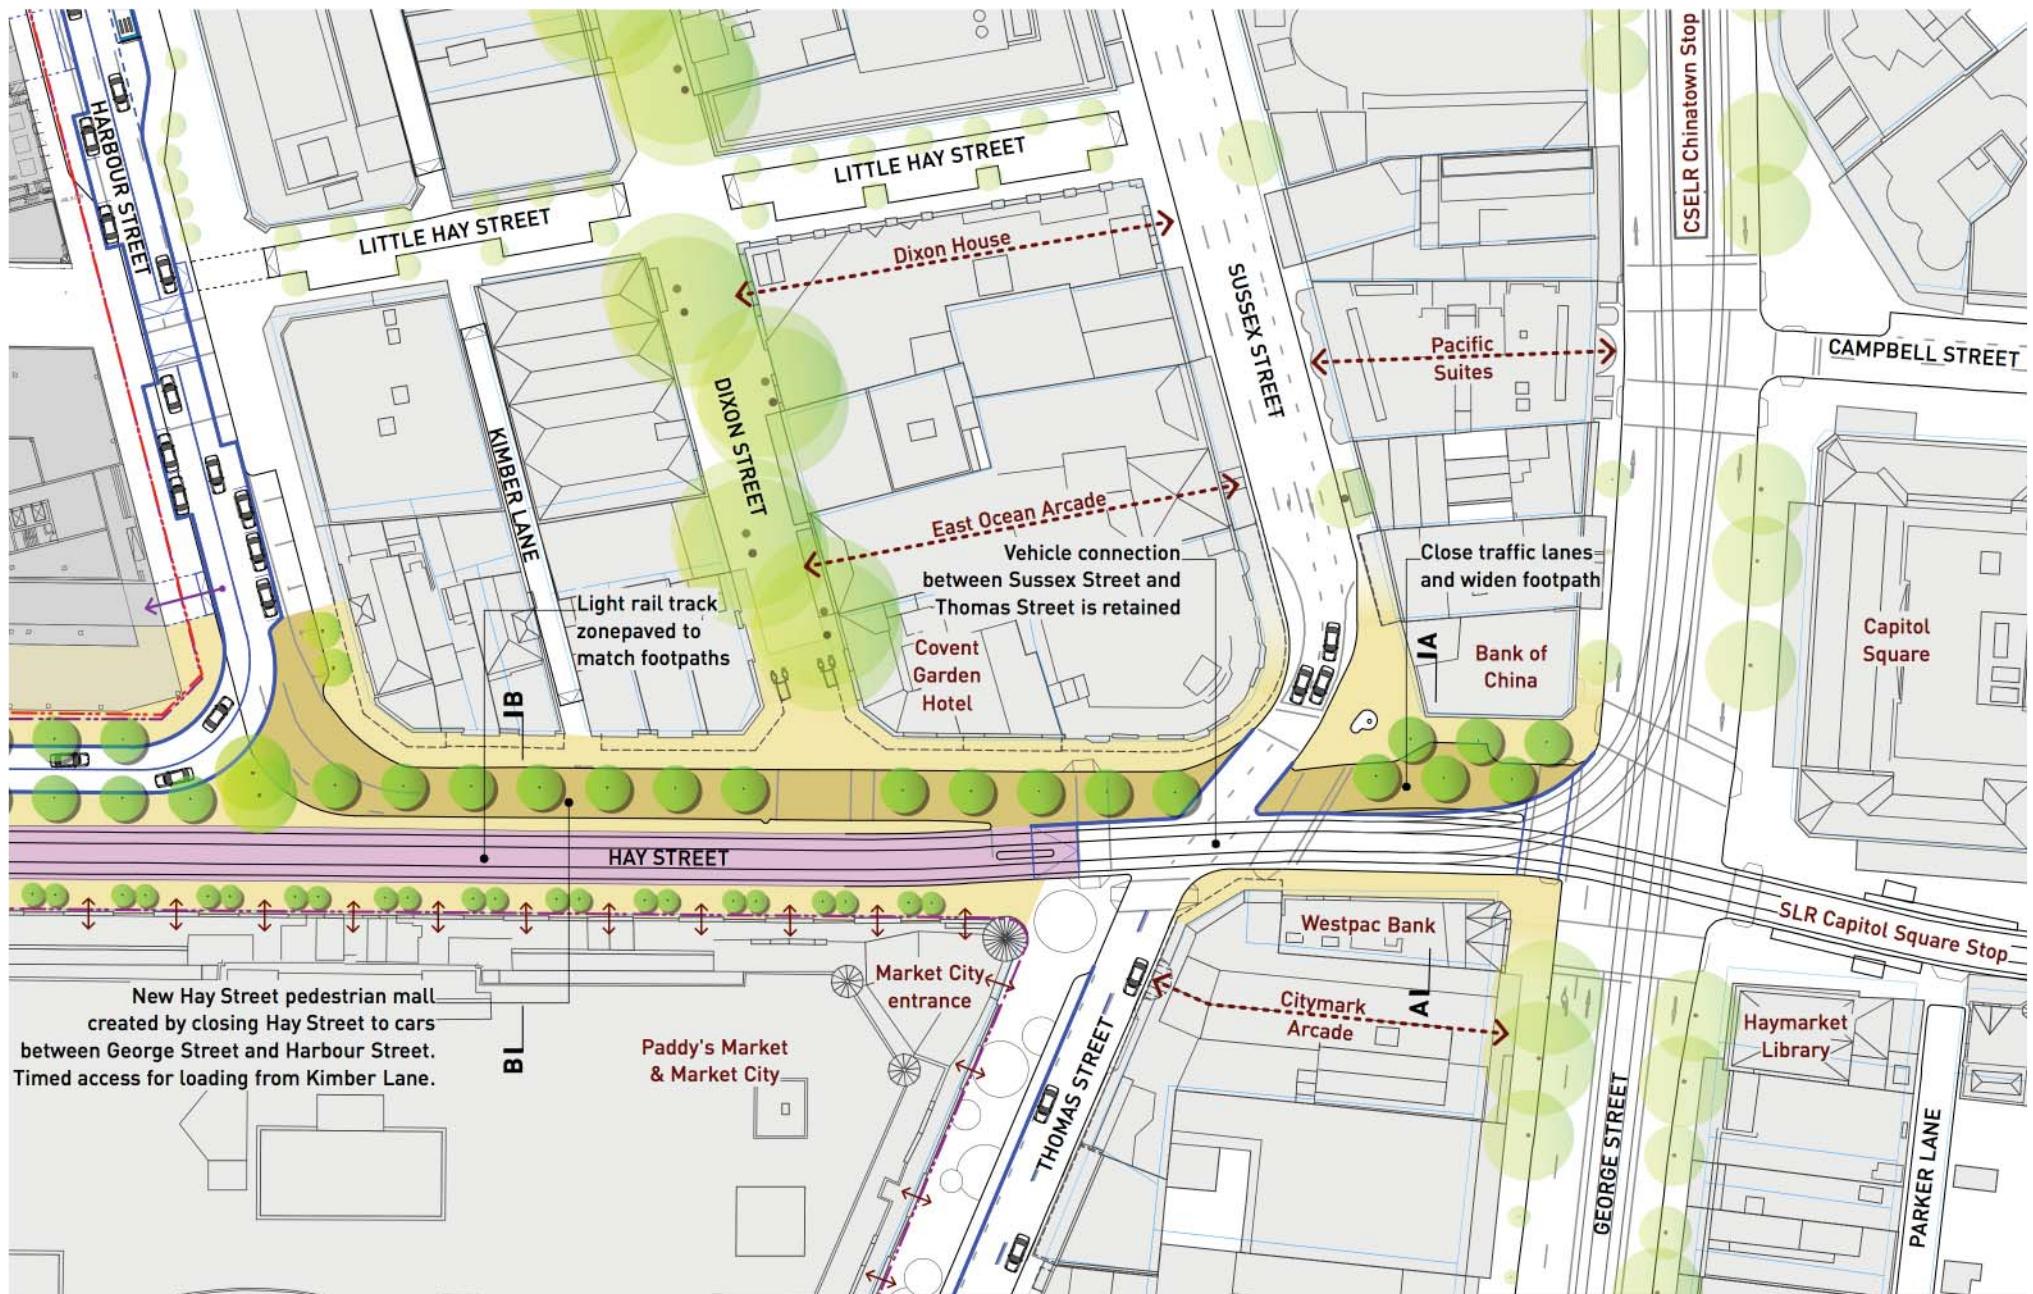 HARBOUR STREET
CSELR Chinatown Stop
LITTLE HAY STREET
LITTLE HAY STREET
Dixon House
SUSSEX STREET
Pacific
Suites
CAMPBELL STREET
KIMBER LANE
DIXON STREET
East Ocean Arcade
Vehicle connection
between Sussex Street and
Thomas Street is retained
Close traffic lanes
and widen footpath
Light rail track
zonepaved to
match footpaths
Covent
Garden
Hotel
A
Bank of
China
Capitol
Square
B
HAY STREET
Westpac Bank
SLR Capitol Square Stop
Market City
entrance
New Hay Street pedestrian mall
created by closing Hay Street to cars
between George Street and Harbour Street.
Timed access for loading from Kimber Lane.
B
Paddy's Market
& Market City
Citymark
Arcade
A
Haymarket
Library
THOMAS STREET
GEORGE STREET
PARKER LANE